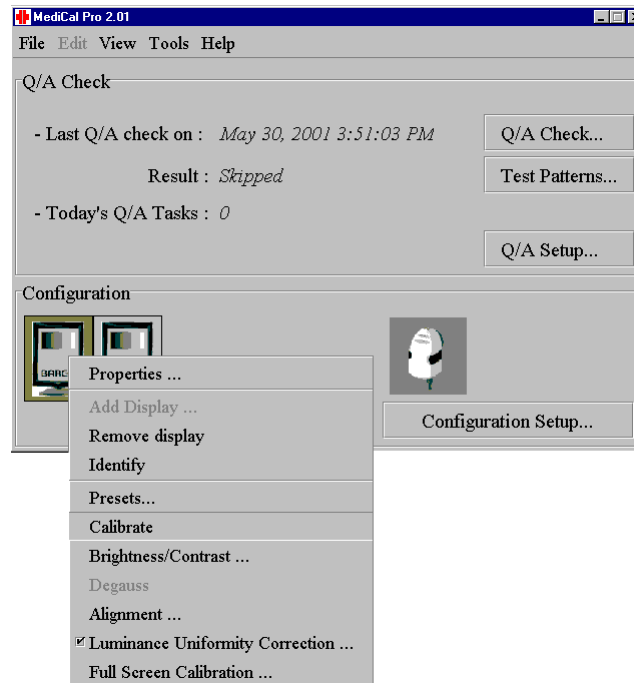 MediCal Pro 2.01
File Edit View Tools Help
Q/A Check
- Last Q/A check on : May 30, 2001 3:51:03 PM
Q/A Check...
Result : Skipped
Test Patterns...
- Today's Q/A Tasks : 0
Q/A Setup...
Configuration
Configuration Setup...
Properties ...
Add Display ...
Remove display
Identify
Presets...
Calibrate
Brightness/Contrast ...
Degauss
Alignment ...
Luminance Uniformity Correction ...
Full Screen Calibration ...